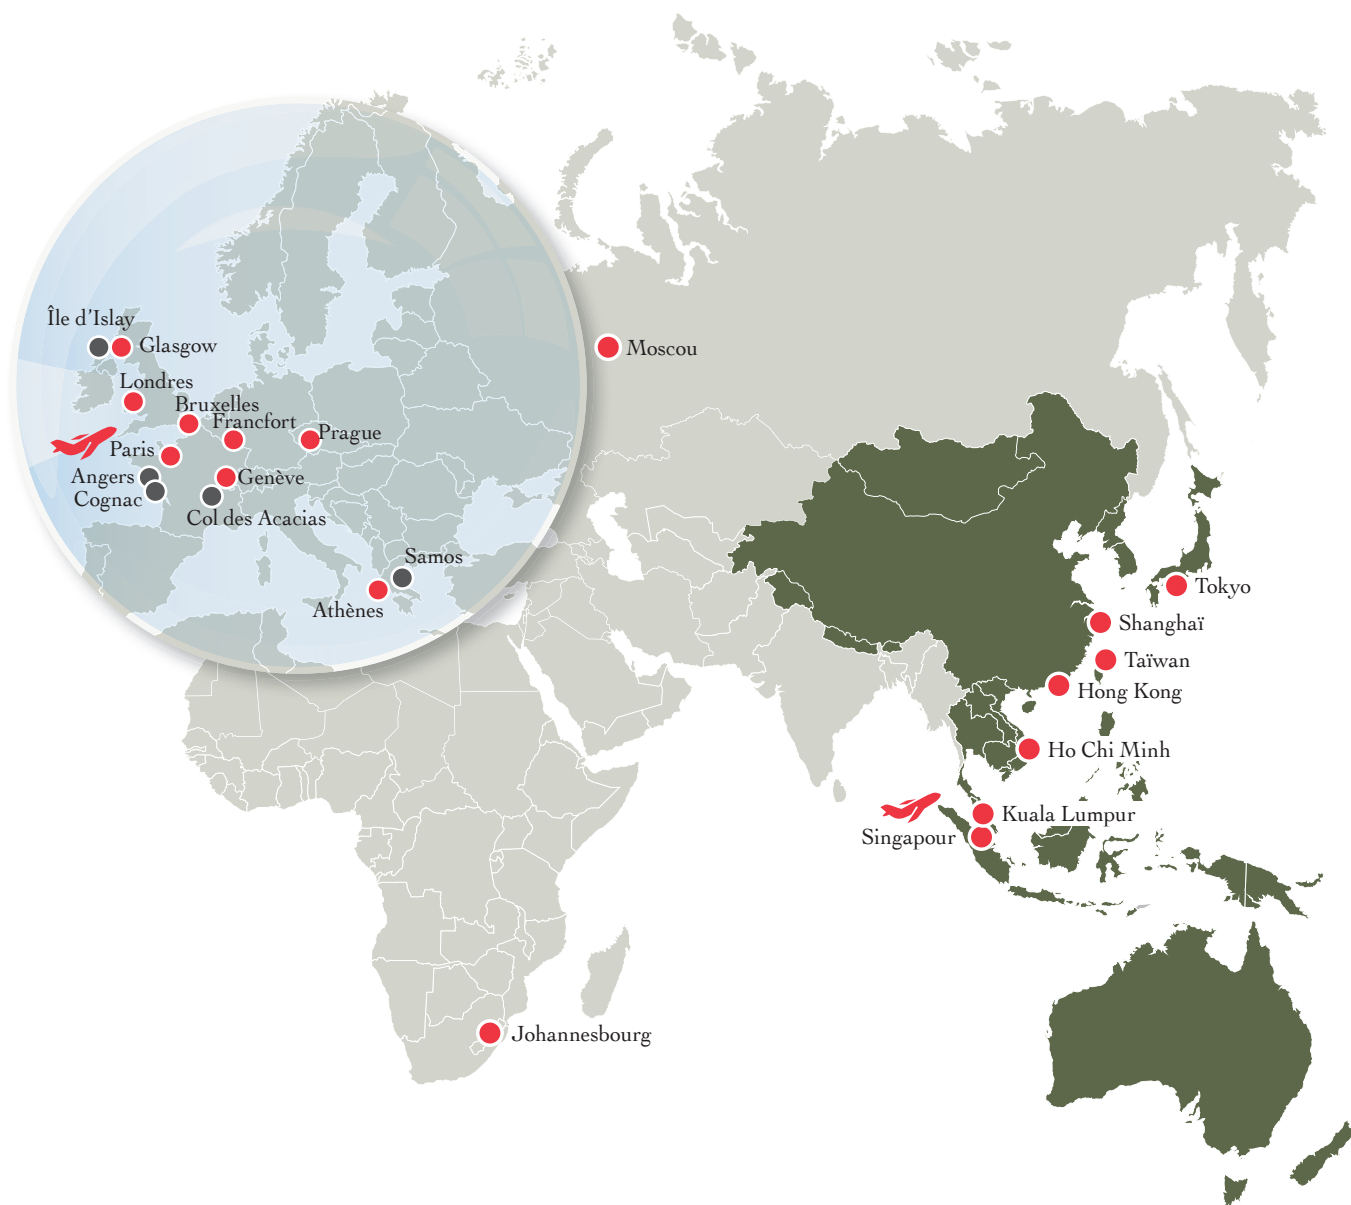 Île d'Islay
Glasgow
Londres
Bruxelles
Francfort
Prague
Paris
Angers
Genève
Cognac
Col des Acacias
Samos
Athènes
Moscou
Tokyo
Shanghaï
Taïwan
Hong Kong
Ho Chi Minh
Kuala Lumpur
Singapour
Johannesbourg